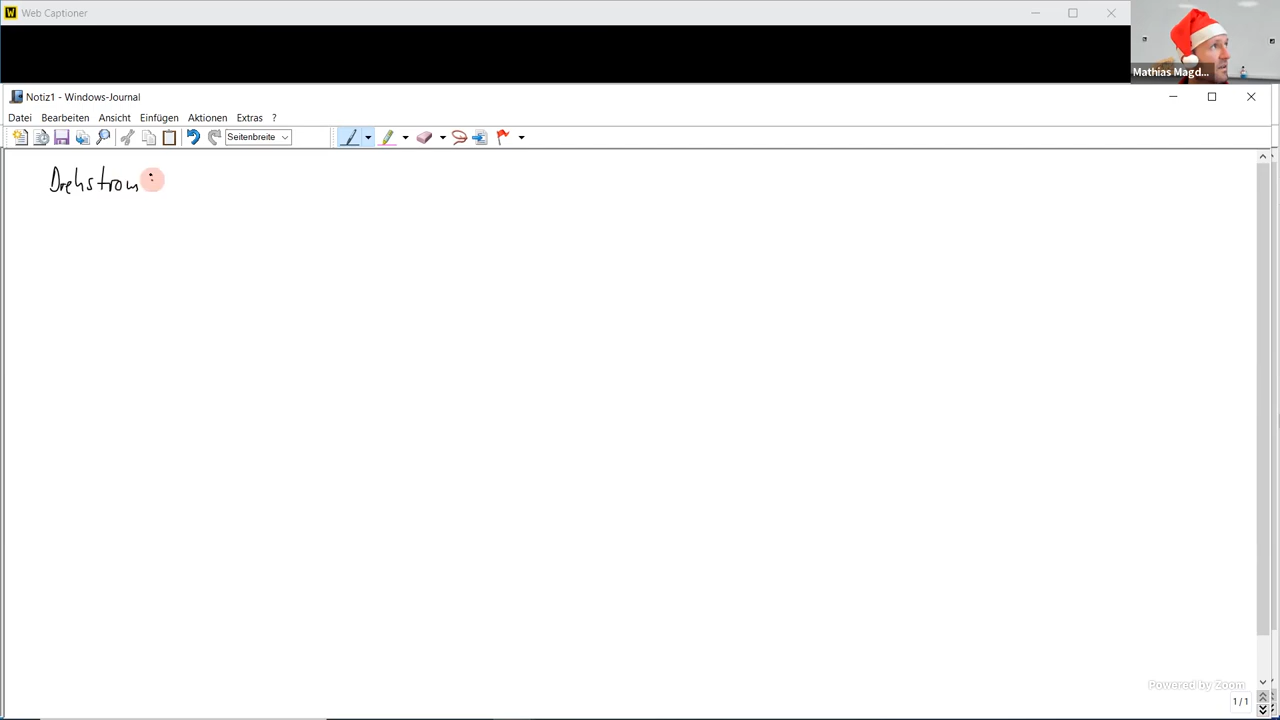 Web Captioner
Mathias Magd...
Notiz1 - Windows-Journal
Datei Bearbeiten Ansicht Einfügen Aktionen Extras ?
Seitenbreite
Drehstrom:
Powered by Zoom
1/1